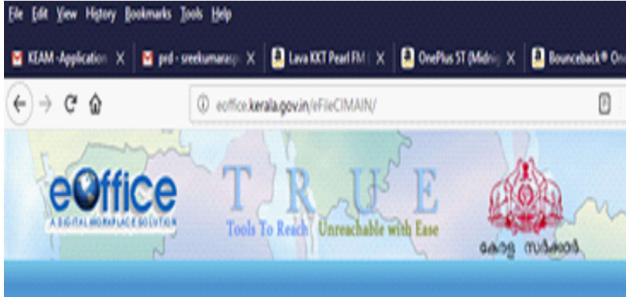 File Edit View History Bookmarks Tools Help
KEAM -Application prd - sreekumarasp Lava KKT Pearl FM | OnePlus 5T (Midnig Bounceback® On
eoffice.kerala.gov.in/eFileCIMAIN/
eOffice T R U E
A DIGITAL WORKPLACE SOLUTION Tools To Reach Unreachable with Ease
കേരള സർക്കാർ